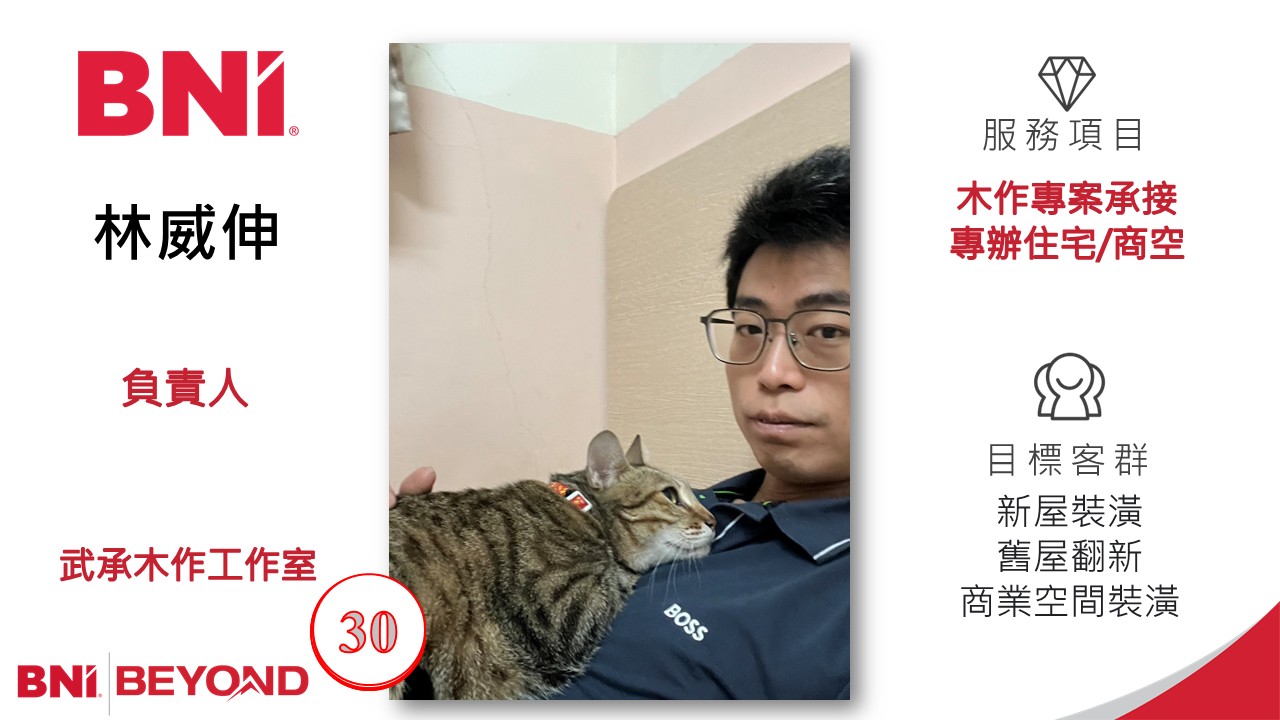 BNI®
林威伸
負責人
武承木作工作室
30
BNI® BEYOND
BOSS
服務項目
木作專案承接
專辦住宅/商空
目標客群
新屋裝潢
舊屋翻新
商業空間裝潢